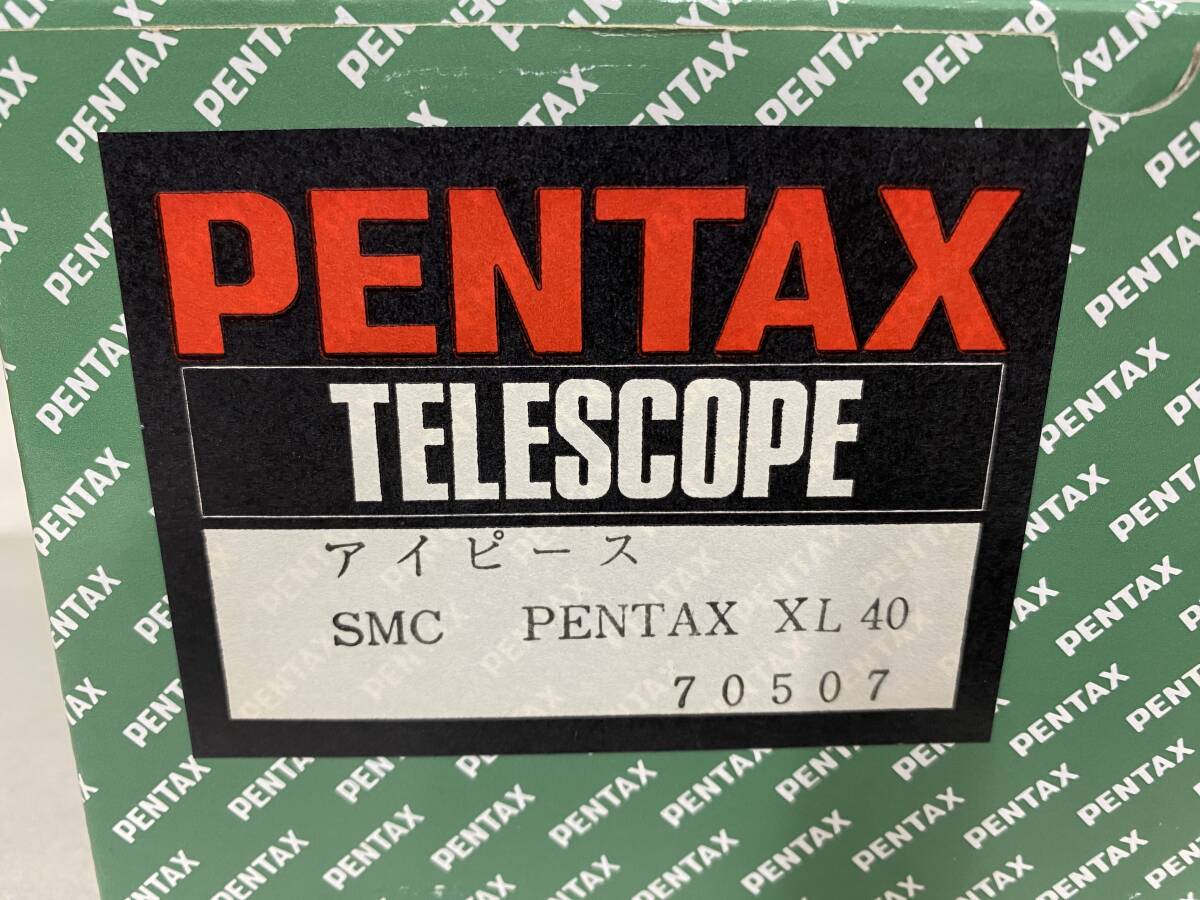 PENTAX
TELESCOPE
アイピース
SMC PENTAX XL 40
70507